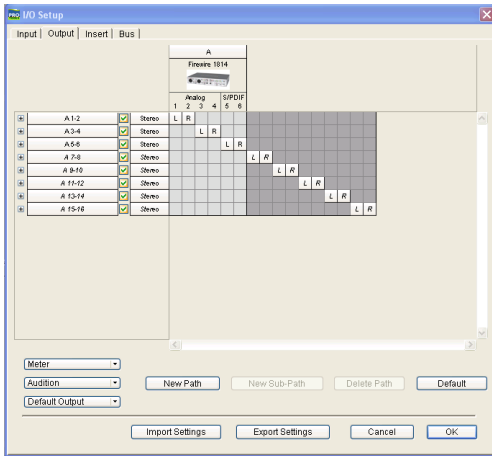 PRO I/O Setup
Input Output Insert Bus
A
Firewire 1814
Analog S/PDIF
1 2 3 4 5 6
A 1-2 Stereo L R
A 3-4 Stereo L R
A 5-6 Stereo L R
A 7-8 Stereo L R
A 9-10 Stereo L R
A 11-12 Stereo L R
A 13-14 Stereo L R
A 15-16 Stereo L R
Meter
Audition New Path New Sub-Path Delete Path Default
Default Output
Import Settings Export Settings Cancel OK